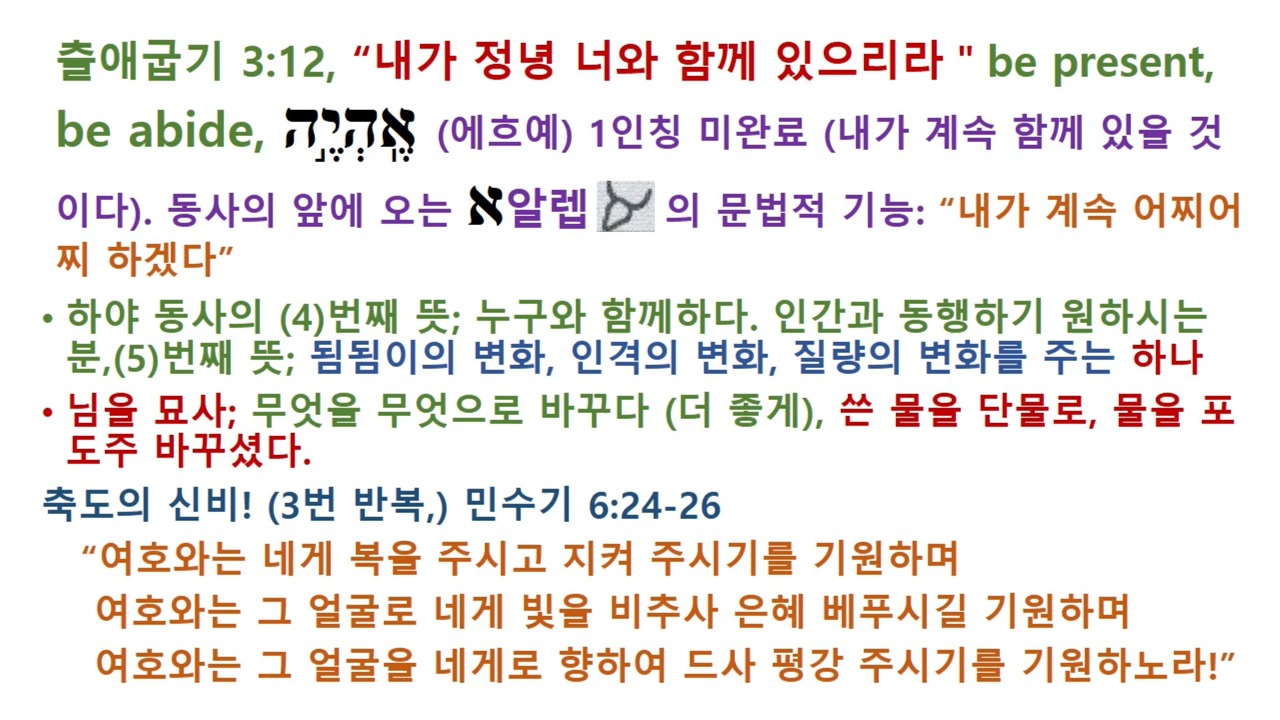 출애굽기 3:12, “내가 정녕 너와 함께 있으리라 " be present,
be abide, אֶֽהְיֶ֖ה (에흐예) 1인칭 미완료 (내가 계속 함께 있을 것
이다). 동사의 앞에 오는 א알렙 의 문법적 기능: “내가 계속 어찌어
찌 하겠다”
• 하야 동사의 (4)번째 뜻; 누구와 함께하다. 인간과 동행하기 원하시는
분,(5)번째 뜻; 됨됨이의 변화, 인격의 변화, 질량의 변화를 주는 하나
• 님을 묘사; 무엇을 무엇으로 바꾸다 (더 좋게), 쓴 물을 단물로, 물을 포
도주 바꾸셨다.
축도의 신비! (3번 반복,) 민수기 6:24-26
“여호와는 네게 복을 주시고 지켜 주시기를 기원하며
여호와는 그 얼굴로 네게 빛을 비추사 은혜 베푸시길 기원하며
여호와는 그 얼굴을 네게로 향하여 드사 평강 주시기를 기원하노라!”